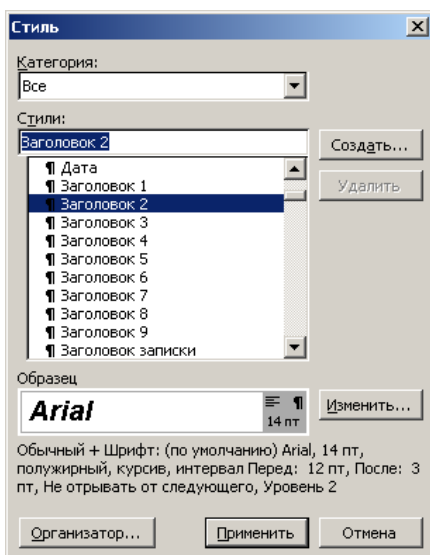 Стиль
Категория:
Все
Стили:
Заголовок 2
Создать...
¶ Дата
¶ Заголовок 1
Удалить
¶ Заголовок 2
¶ Заголовок 3
¶ Заголовок 4
¶ Заголовок 5
¶ Заголовок 6
¶ Заголовок 7
¶ Заголовок 8
¶ Заголовок 9
¶ Заголовок записки
Образец
Arial
¶
14 пт
Изменить...
Обычный + Шрифт: (по умолчанию) Arial, 14 пт,
полужирный, курсив, интервал Перед: 12 пт, После: 3
пт, Не отрывать от следующего, Уровень 2
Организатор...
Применить
Отмена